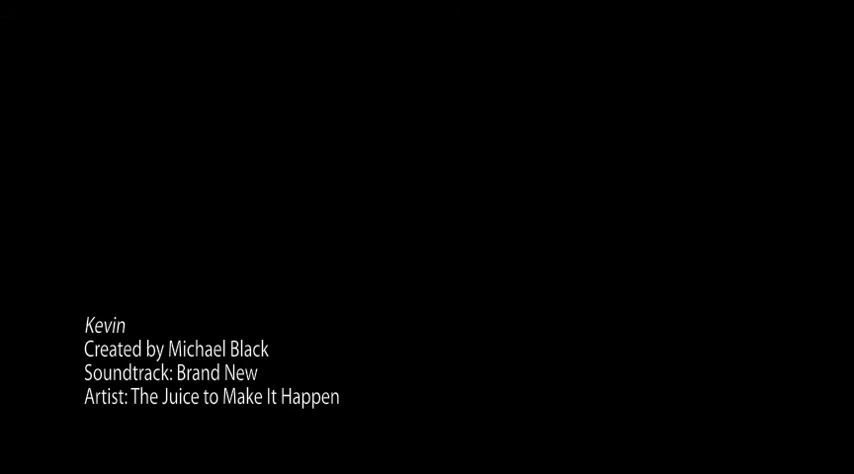 Kevin
Created by Michael Black
Soundtrack: Brand New
Artist: The Juice to Make It Happen